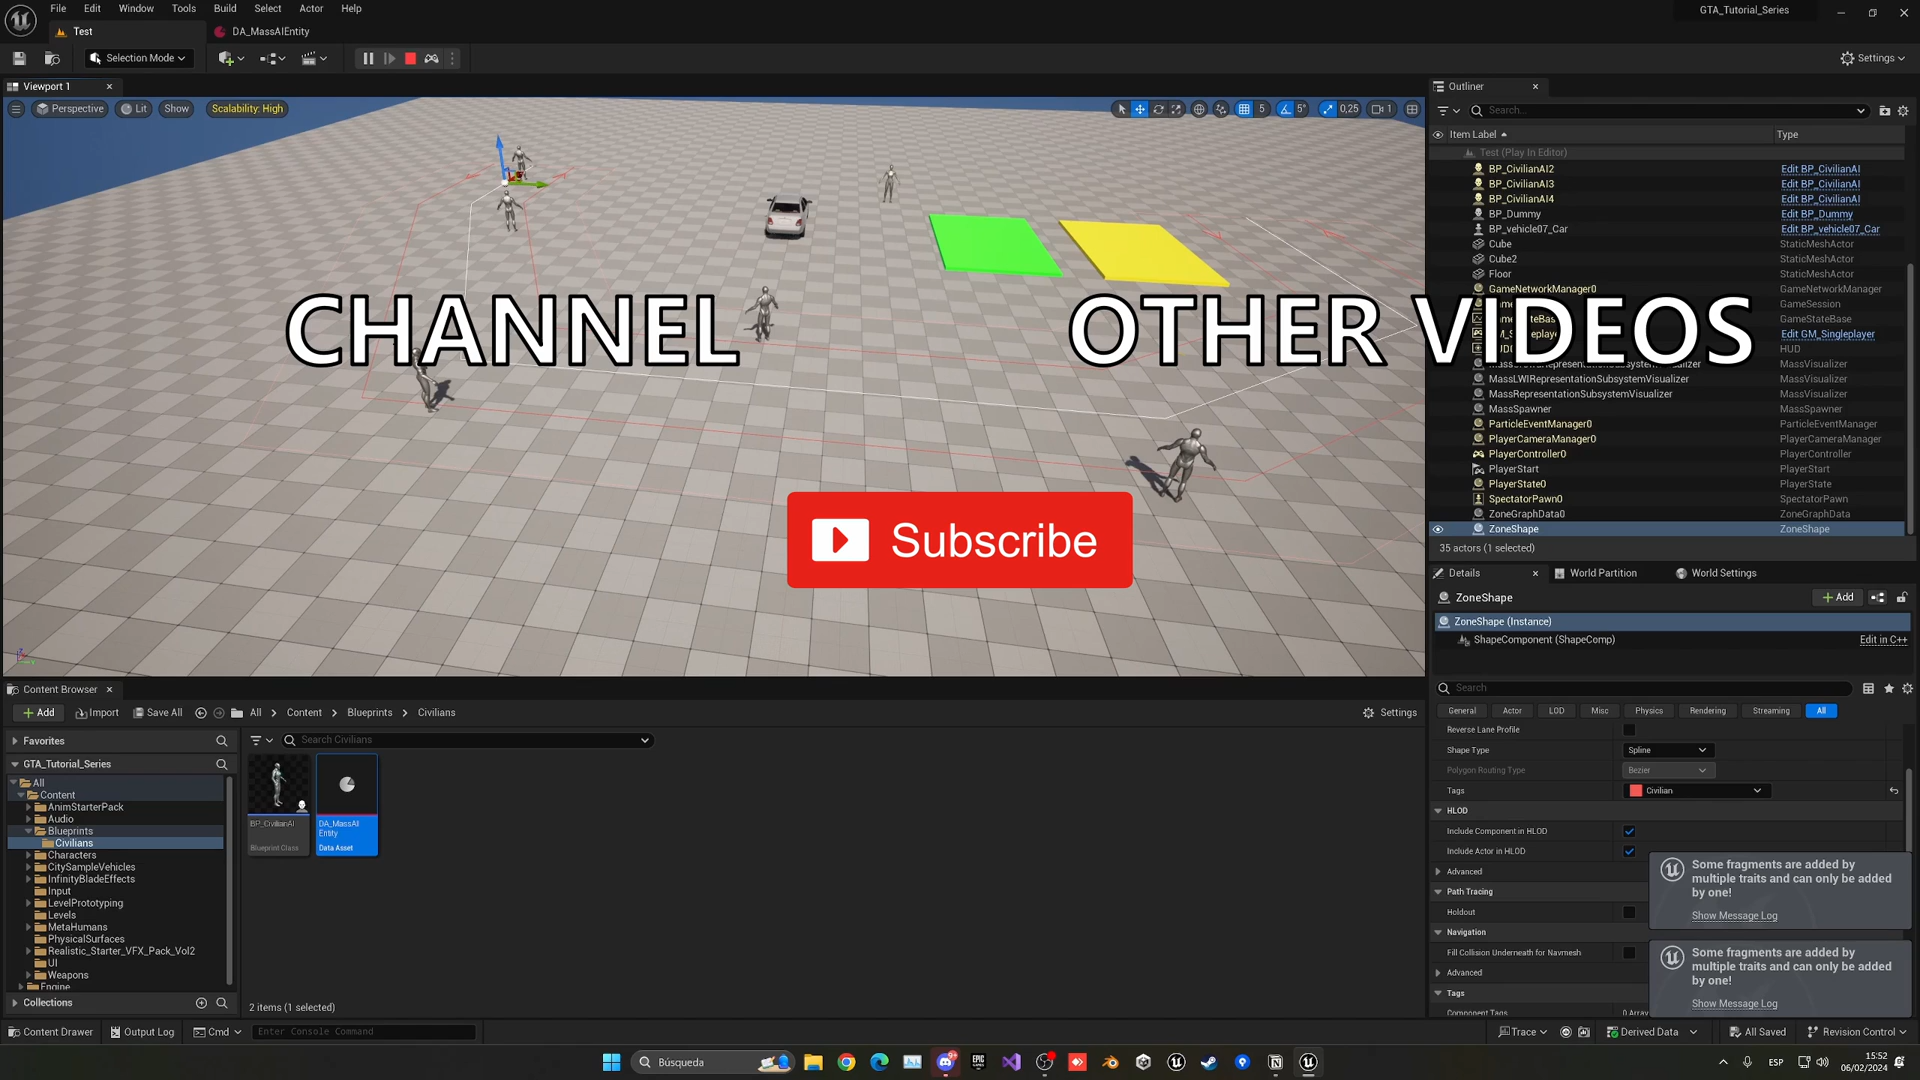 File Edit Window Tools Build Select Actor Help
GTA_Tutorial_Series
Test
DA_MassAIEntity
Selection Mode
Settings
Viewport 1
Perspective
Lit
Show
Scalability: High
5
5°
0,25
1
CHANNEL
OTHER VIDEOS
Subscribe
Outliner
Search...
Item Label
Type
Test (Play In Editor)
BP_CivilianAI2 Edit BP_CivilianAI
BP_CivilianAI3 Edit BP_CivilianAI
BP_CivilianAI4 Edit BP_CivilianAI
BP_Dummy Edit BP_Dummy
BP_vehicle07_Car Edit BP_vehicle07_Car
Cube StaticMeshActor
Cube2 StaticMeshActor
Floor StaticMeshActor
GameNetworkManager0 GameNetworkManager
GameSession
GameStateBase
Edit GM_Singleplayer
HUD
MassVisualizer
MassLWIRepresentationSubsystemVisualizer MassVisualizer
MassRepresentationSubsystemVisualizer MassVisualizer
MassSpawner MassSpawner
ParticleEventManager0 ParticleEventManager
PlayerCameraManager0 PlayerCameraManager
PlayerController0 PlayerController
PlayerStart PlayerStart
PlayerState0 PlayerState
SpectatorPawn0 SpectatorPawn
ZoneGraphData0 ZoneGraphData
ZoneShape ZoneShape
35 actors (1 selected)
Details
World Partition
World Settings
ZoneShape
Add
ZoneShape (Instance)
ShapeComponent (ShapeComp) Edit in C++
Search
General Actor LOD Misc Physics Rendering Streaming All
Reverse Lane Profile
Shape Type Spline
Polygon Routing Type Bezier
Tags Civilian
HLOD
Include Component in HLOD
Include Actor in HLOD
Advanced
Path Tracing
Holdout
Navigation
Fill Collision Underneath for Navmesh
Advanced
Tags
Component Tags 0 Array
Some fragments are added by
multiple traits and can only be added
by one!
Show Message Log
Some fragments are added by
multiple traits and can only be added
by one!
Show Message Log
Content Browser
Add
Import
Save All
All
Content
Blueprints
Civilians
Settings
Favorites
GTA_Tutorial_Series
All
Content
AnimStarterPack
Audio
Blueprints
Civilians
Characters
CitySampleVehicles
InfinityBladeEffects
Input
LevelPrototyping
Levels
MetaHumans
PhysicalSurfaces
Realistic_Starter_VFX_Pack_Vol2
UI
Weapons
Engine
Collections
Search Civilians
BP_CivilianAI
Blueprint Class
DA_MassAI
Entity
Data Asset
2 items (1 selected)
Content Drawer
Output Log
Cmd
Enter Console Command
Trace
Derived Data
All Saved
Revision Control
Búsqueda
EPIC
GAMES
ESP
15:52
06/02/2024